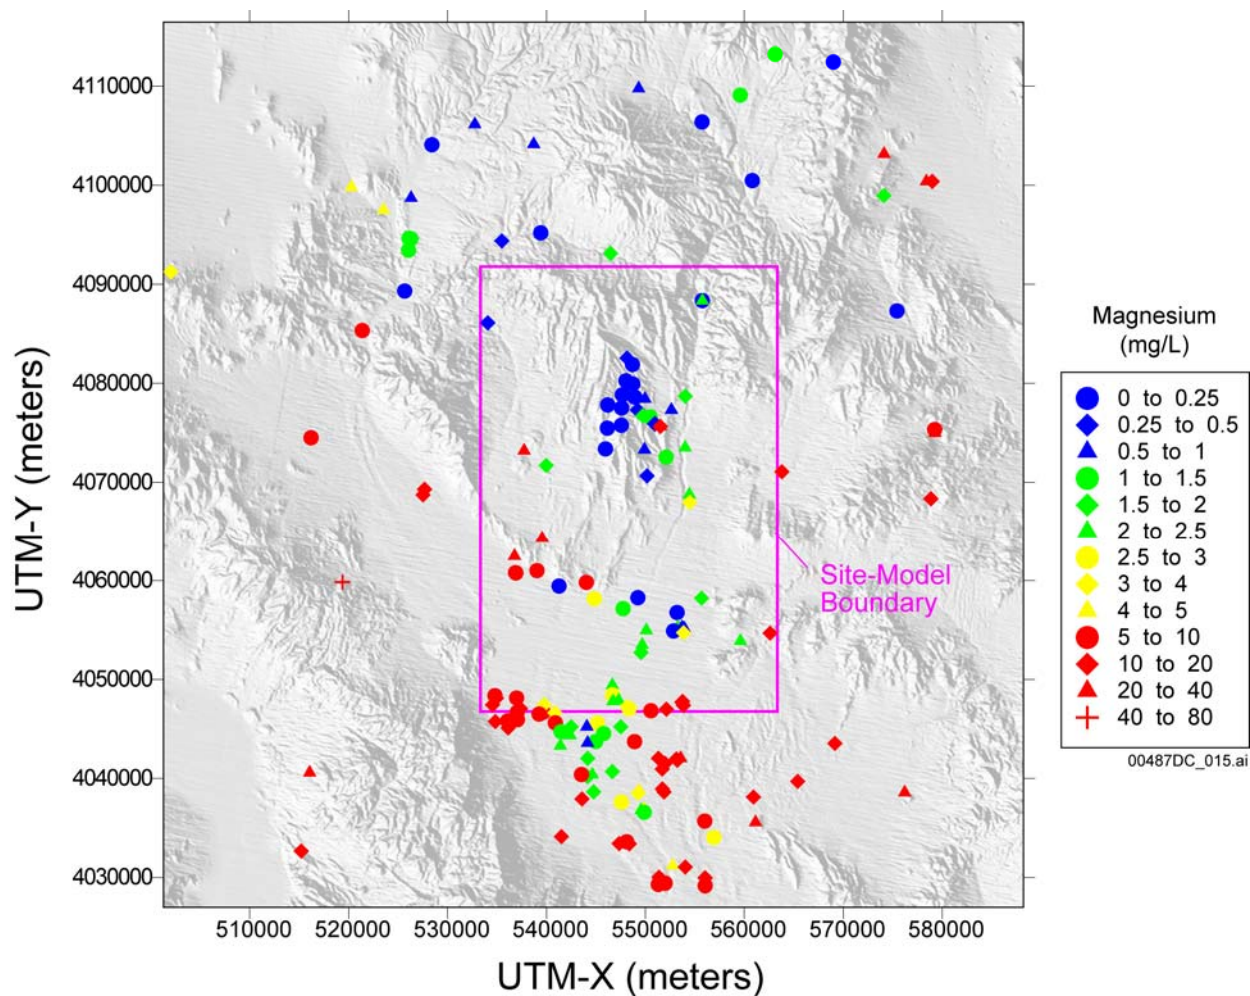 4110000
4100000
4090000
4080000
4070000
4060000
4050000
4040000
4030000
UTM-Y (meters)
510000 520000 530000 540000 550000 560000 570000 580000
UTM-X (meters)
Site-Model
Boundary
Magnesium
(mg/L)
0 to 0.25
0.25 to 0.5
0.5 to 1
1 to 1.5
1.5 to 2
2 to 2.5
2.5 to 3
3 to 4
4 to 5
5 to 10
10 to 20
20 to 40
40 to 80
00487DC_015.ai